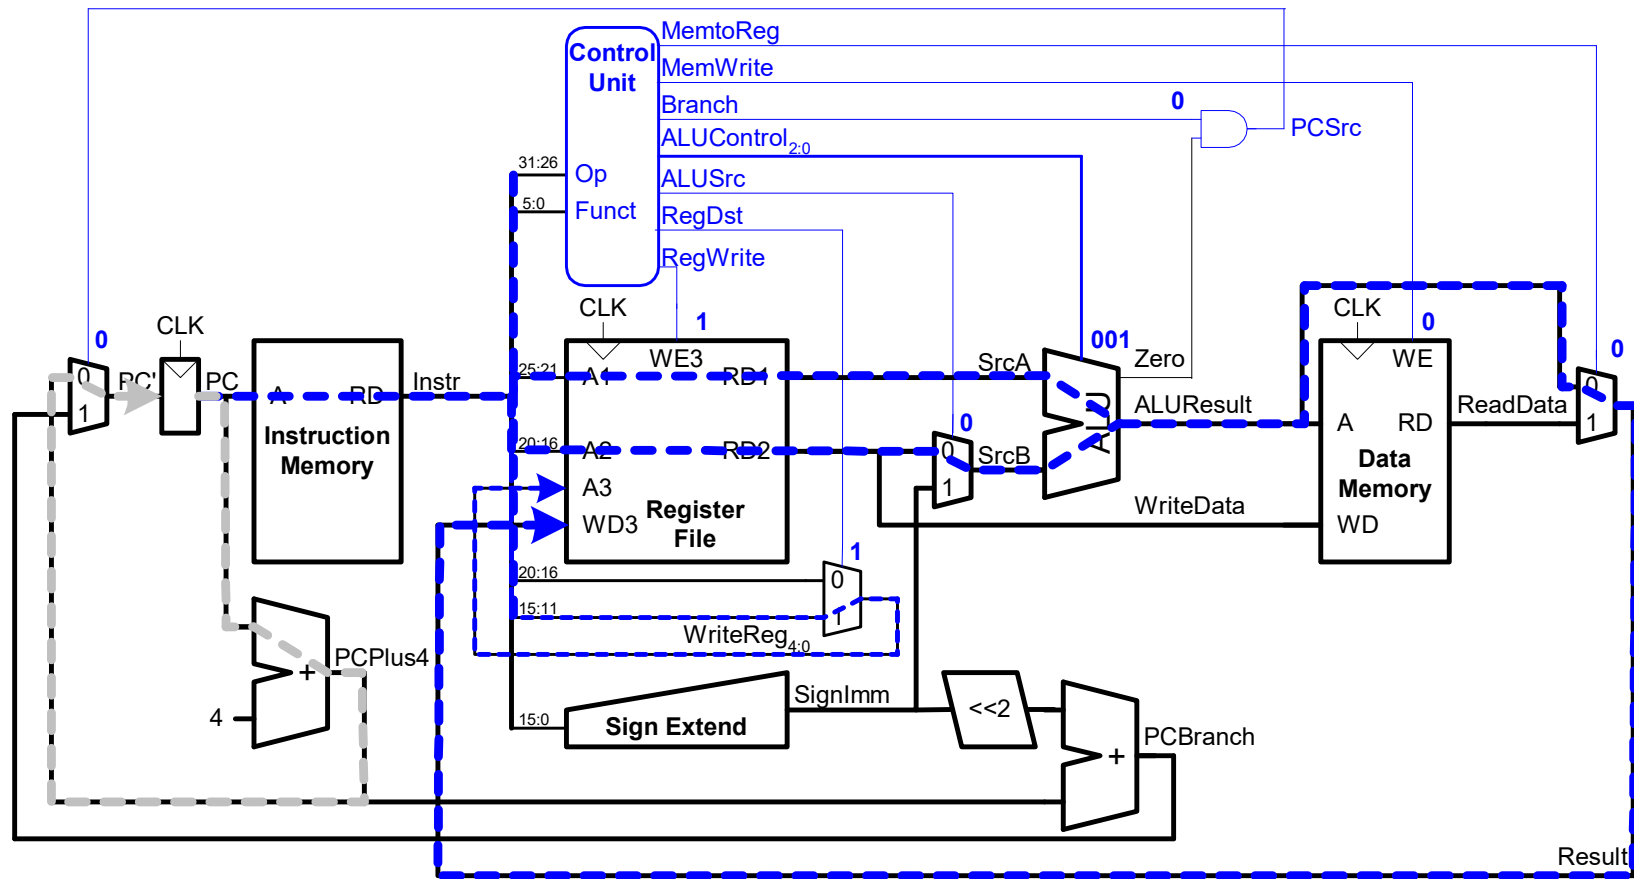 MemtoReg
Control
Unit
MemWrite
Branch
0
PCSrc
ALUControl2:0
31:26
Op
ALUSrc
5:0
Funct
RegDst
RegWrite
CLK
CLK
CLK
0
1
001
0
0
WE3
SrcA
Zero
WE
0
PC'
PC
A
RD
Instr
25:21
A1
RD1
0
1
0
ALU
ALUResult
A
RD
ReadData
1
Instruction
Memory
20:16
A2
RD2
0
SrcB
Data
Memory
A3
1
Register
File
WD3
WriteData
WD
1
20:16
0
15:11
1
WriteReg4:0
PCPlus4
+
4
SignImm
<<2
15:0
Sign Extend
PCBranch
+
Result